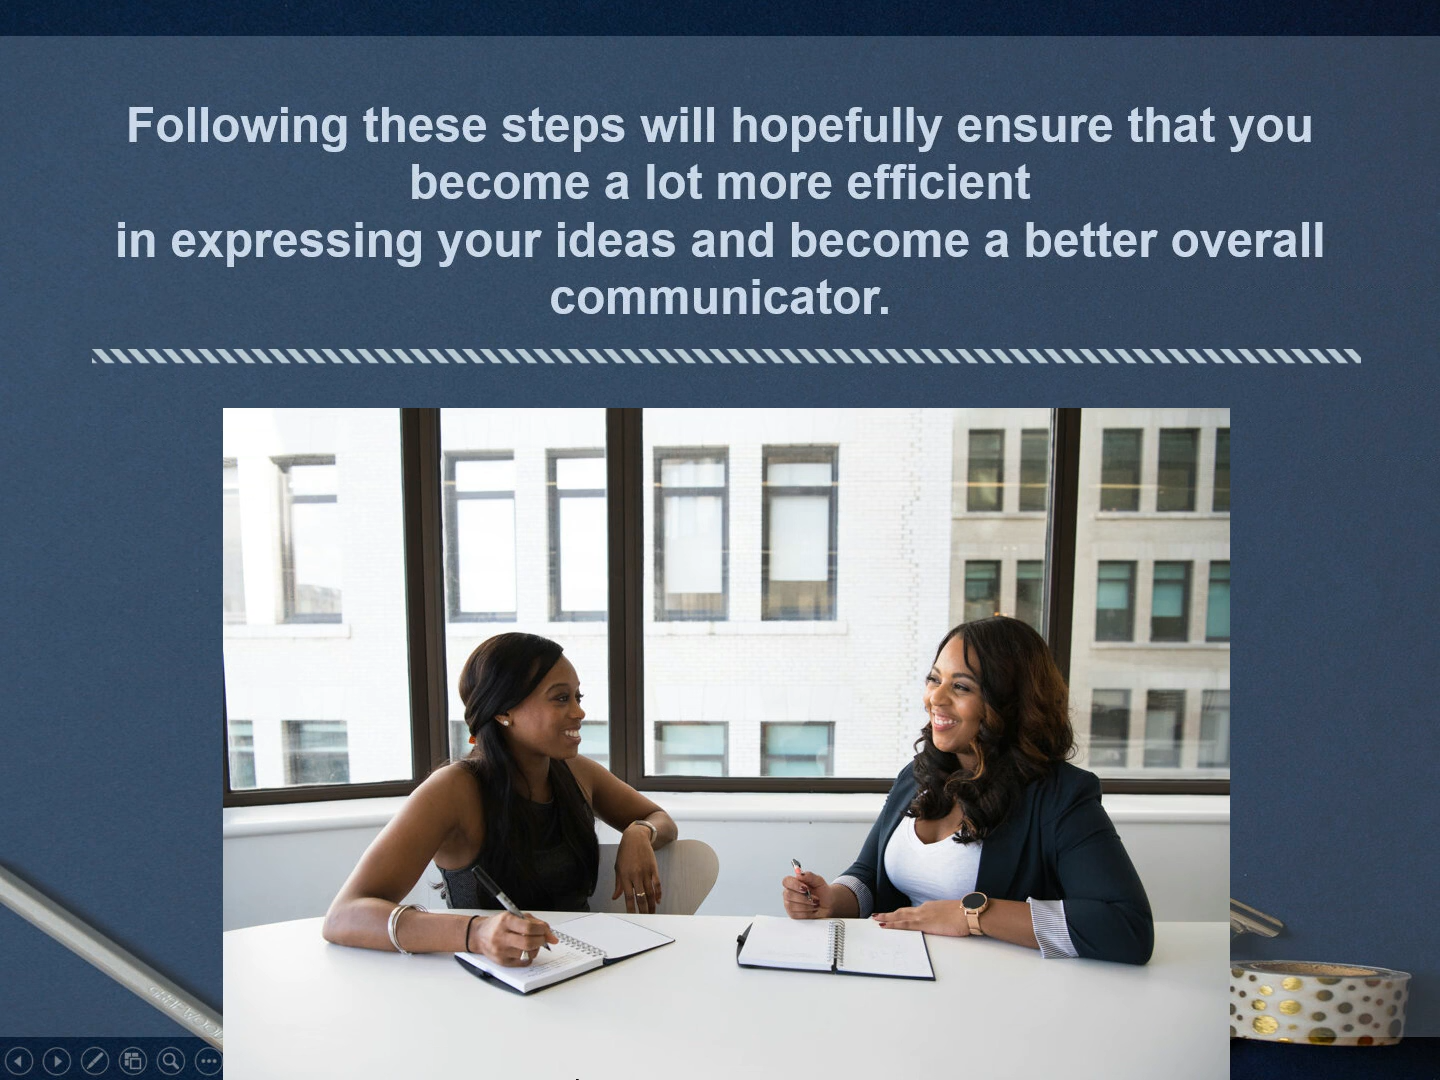 Following these steps will hopefully ensure that you
become a lot more efficient
in expressing your ideas and become a better overall
communicator.